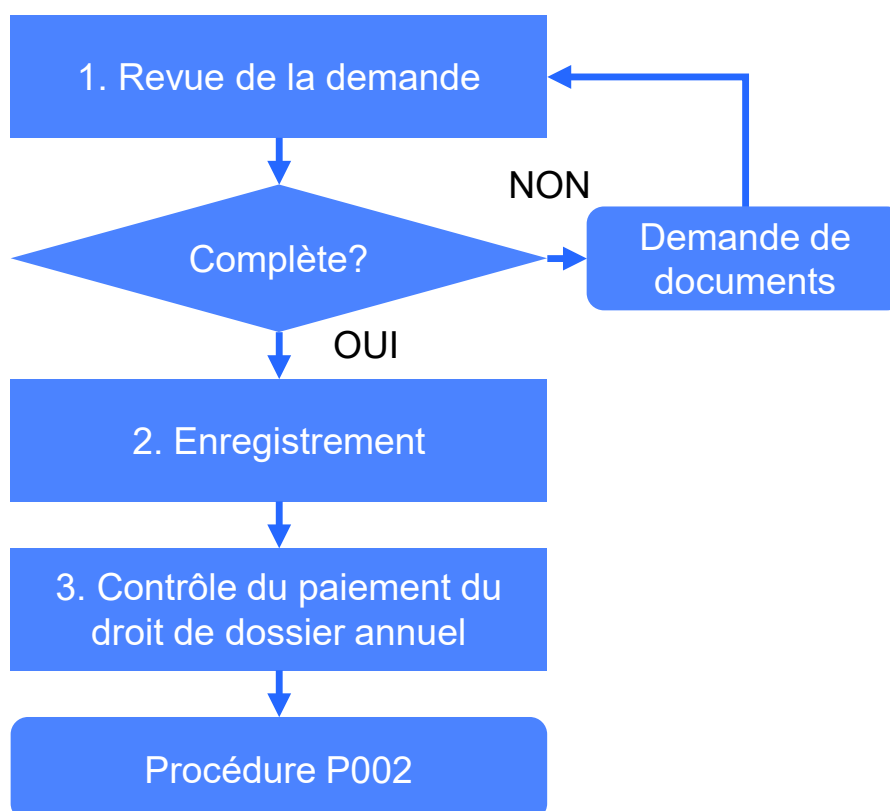 1. Revue de la demande
NON
Complète?
Demande de
documents
OUI
2. Enregistrement
3. Contrôle du paiement du
droit de dossier annuel
Procédure P002